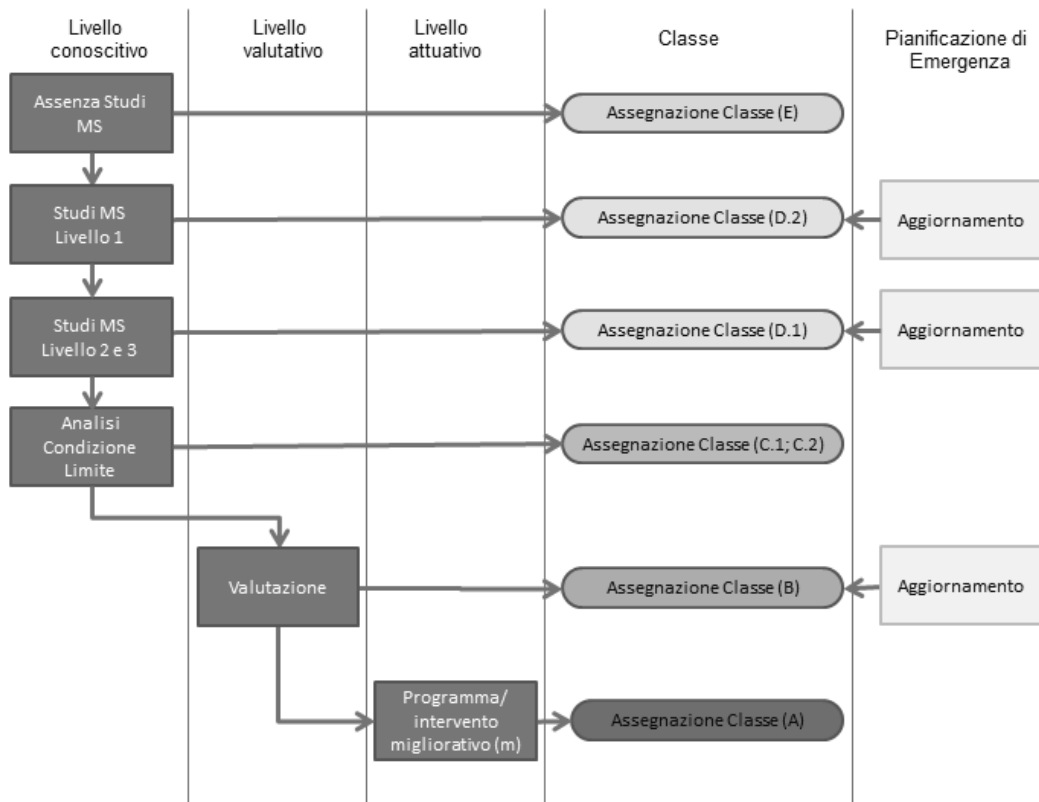 Livello
conoscitivo
Livello
valutativo
Livello
attuativo
Classe
Pianificazione di
Emergenza
Assenza Studi
MS
Assegnazione Classe (E)
Studi MS
Livello 1
Assegnazione Classe (D.2)
Aggiornamento
Studi MS
Livello 2 e 3
Assegnazione Classe (D.1)
Aggiornamento
Analisi
Condizione
Limite
Assegnazione Classe (C.1; C.2)
Valutazione
Assegnazione Classe (B)
Aggiornamento
Programma/
intervento
migliorativo (m)
Assegnazione Classe (A)